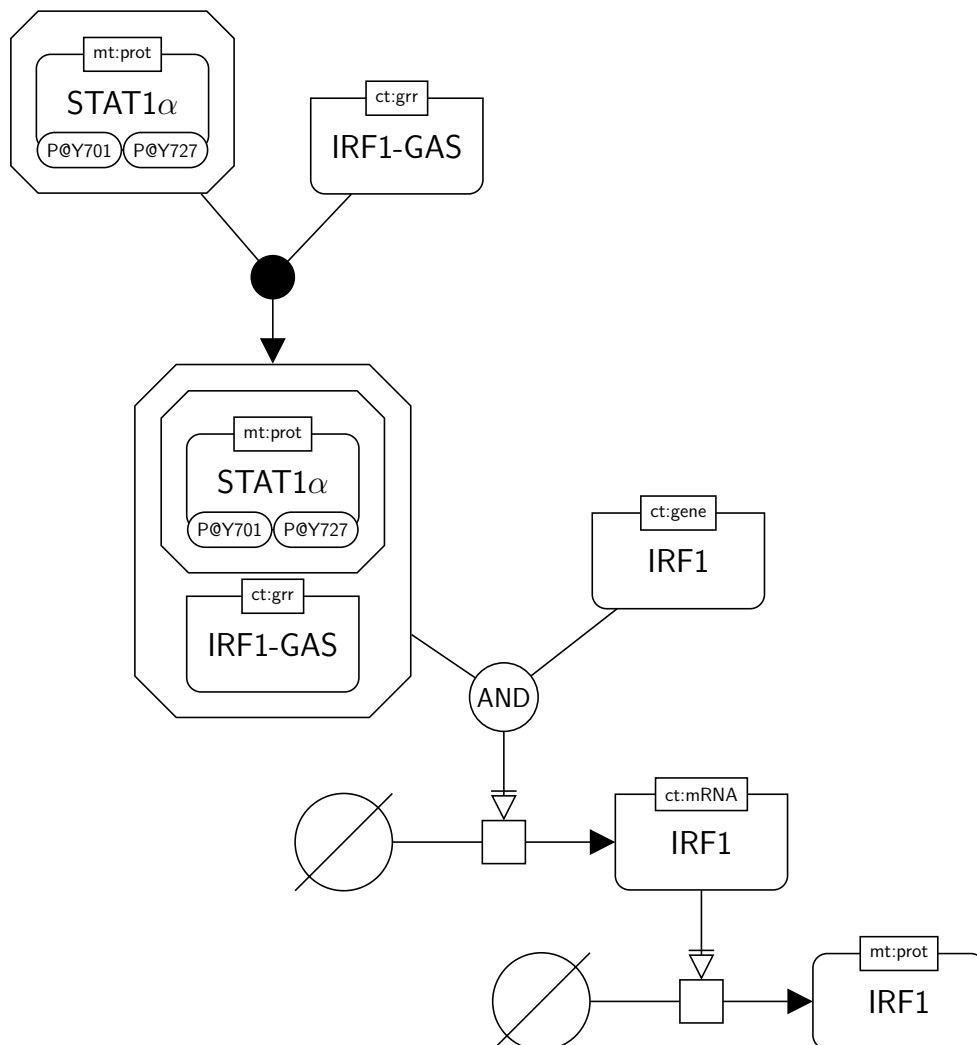 mt:prot
STAT1α
P@Y701 P@Y727
ct:grr
IRF1-GAS
mt:prot
STAT1α
P@Y701 P@Y727
ct:grr
IRF1-GAS
ct:gene
IRF1
AND
ct:mRNA
IRF1
mt:prot
IRF1